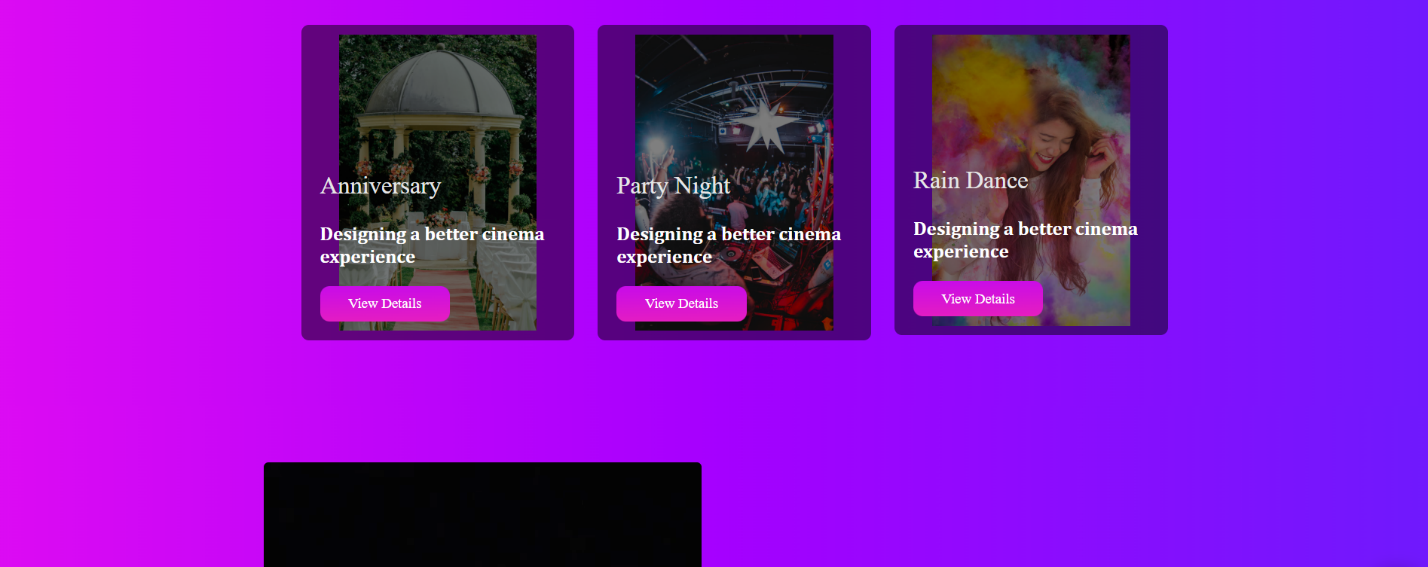 Anniversary
Designing a better cinema
experience
View Details
Party Night
Designing a better cinema
experience
View Details
Rain Dance
Designing a better cinema
experience
View Details